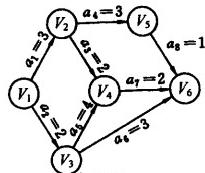 V₂
a₄=3
V₅
a₁=3
a₃=2
a₈=1
V₁
V₄
a₇=2
V₆
a₂=2
a₅=4
a₆=3
V₃